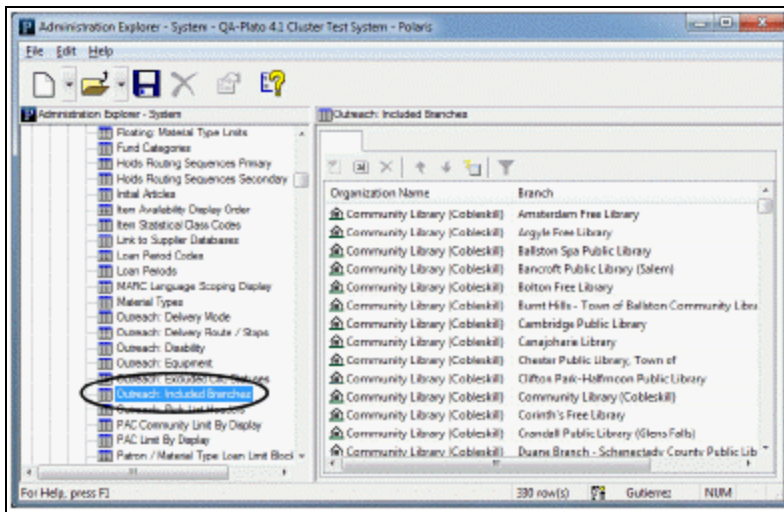 Administration Explorer - System - QA-Plato 4.1 Cluster Test System - Polaris
File Edit Help
Administration Explorer - System
Floating: Material Type Limits
Fund Categories
Holds Routing Sequences Primary
Holds Routing Sequences Secondary
Initial Articles
Item Availability Display Order
Item Statistical Class Codes
Link to Supplier Databases
Loan Period Codes
Loan Periods
MARC Language Scoping Display
Material Types
Outreach: Delivery Mode
Outreach: Delivery Route / Stops
Outreach: Disability
Outreach: Equipment
Outreach: Excluded Circ Statuses
Outreach: Included Branches
Outreach: Pick List Headers
PAC Community Limit By Display
PAC Limit By Display
Patron / Material Type Loan Limit Block
Outreach: Included Branches
Organization Name Branch
Community Library (Cobleskill) Amsterdam Free Library
Community Library (Cobleskill) Argyle Free Library
Community Library (Cobleskill) Ballston Spa Public Library
Community Library (Cobleskill) Bancroft Public Library (Salem)
Community Library (Cobleskill) Bolton Free Library
Community Library (Cobleskill) Burnt Hills - Town of Ballston Community Libra
Community Library (Cobleskill) Cambridge Public Library
Community Library (Cobleskill) Canajoharie Library
Community Library (Cobleskill) Chester Public Library, Town of
Community Library (Cobleskill) Clifton Park-Halfmoon Public Library
Community Library (Cobleskill) Community Library (Cobleskill)
Community Library (Cobleskill) Corinth's Free Library
Community Library (Cobleskill) Crandall Public Library (Glens Falls)
Community Library (Cobleskill) Duane Branch - Schenectady County Public Lib
For Help, press F1 330 row(s) Gutierrez NUM